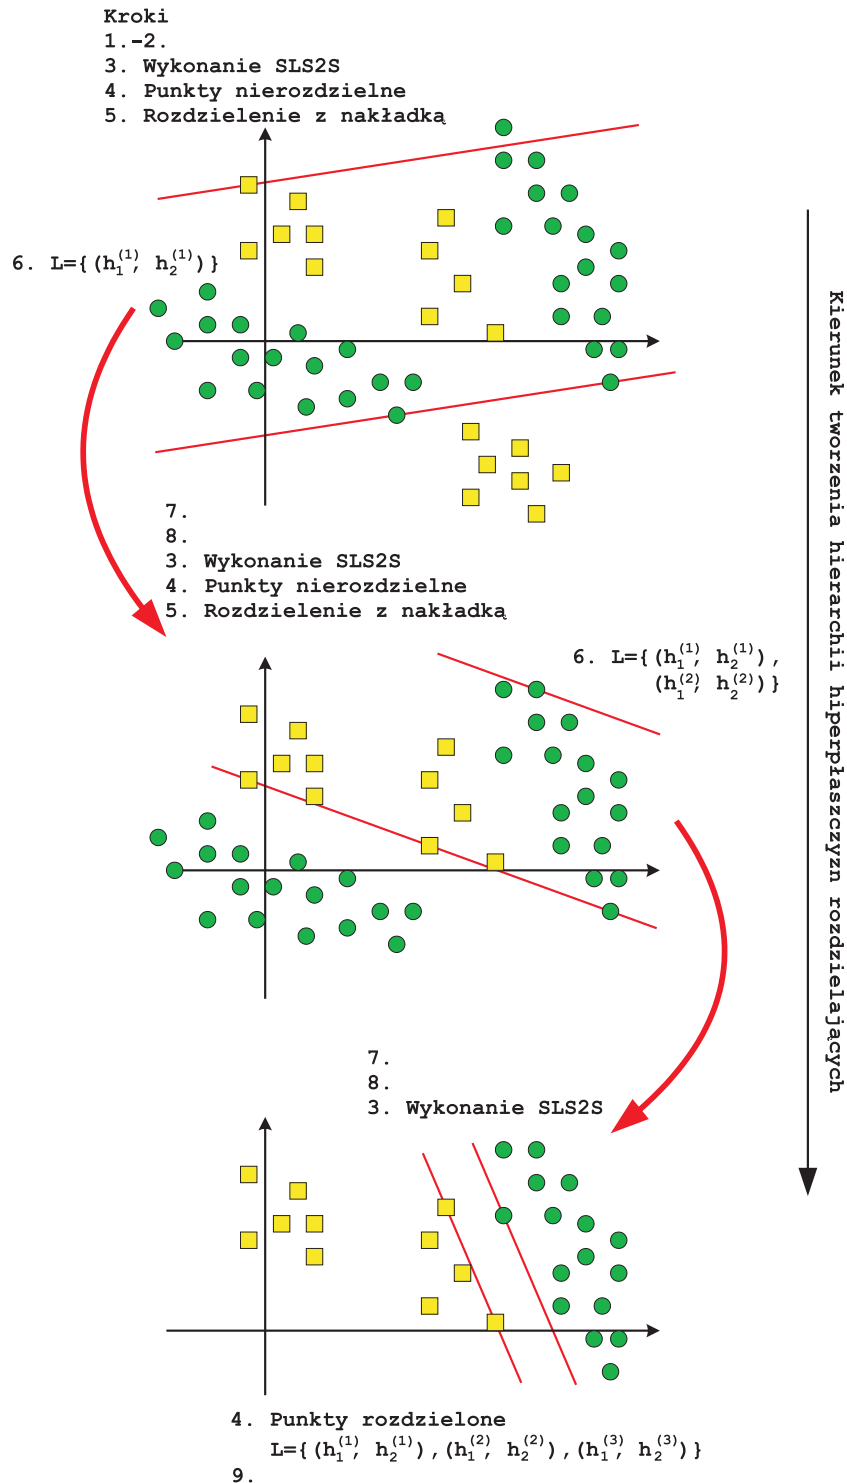 Kroki
1.-2.
3. Wykonanie SLS2S
4. Punkty nierozdzielne
5. Rozdzielenie z nakładką
6. L={(h₁⁽¹⁾, h₂⁽¹⁾)}
7.
8.
3. Wykonanie SLS2S
4. Punkty nierozdzielne
5. Rozdzielenie z nakładką
6. L={(h₁⁽¹⁾, h₂⁽¹⁾),
(h₁⁽²⁾, h₂⁽²⁾)}
7.
8.
3. Wykonanie SLS2S
4. Punkty rozdzielone
L={(h₁⁽¹⁾, h₂⁽¹⁾),(h₁⁽²⁾, h₂⁽²⁾),(h₁⁽³⁾, h₂⁽³⁾)}
9.
Kierunek tworzenia hierarchii hiperpłaszczyzn rozdzielających